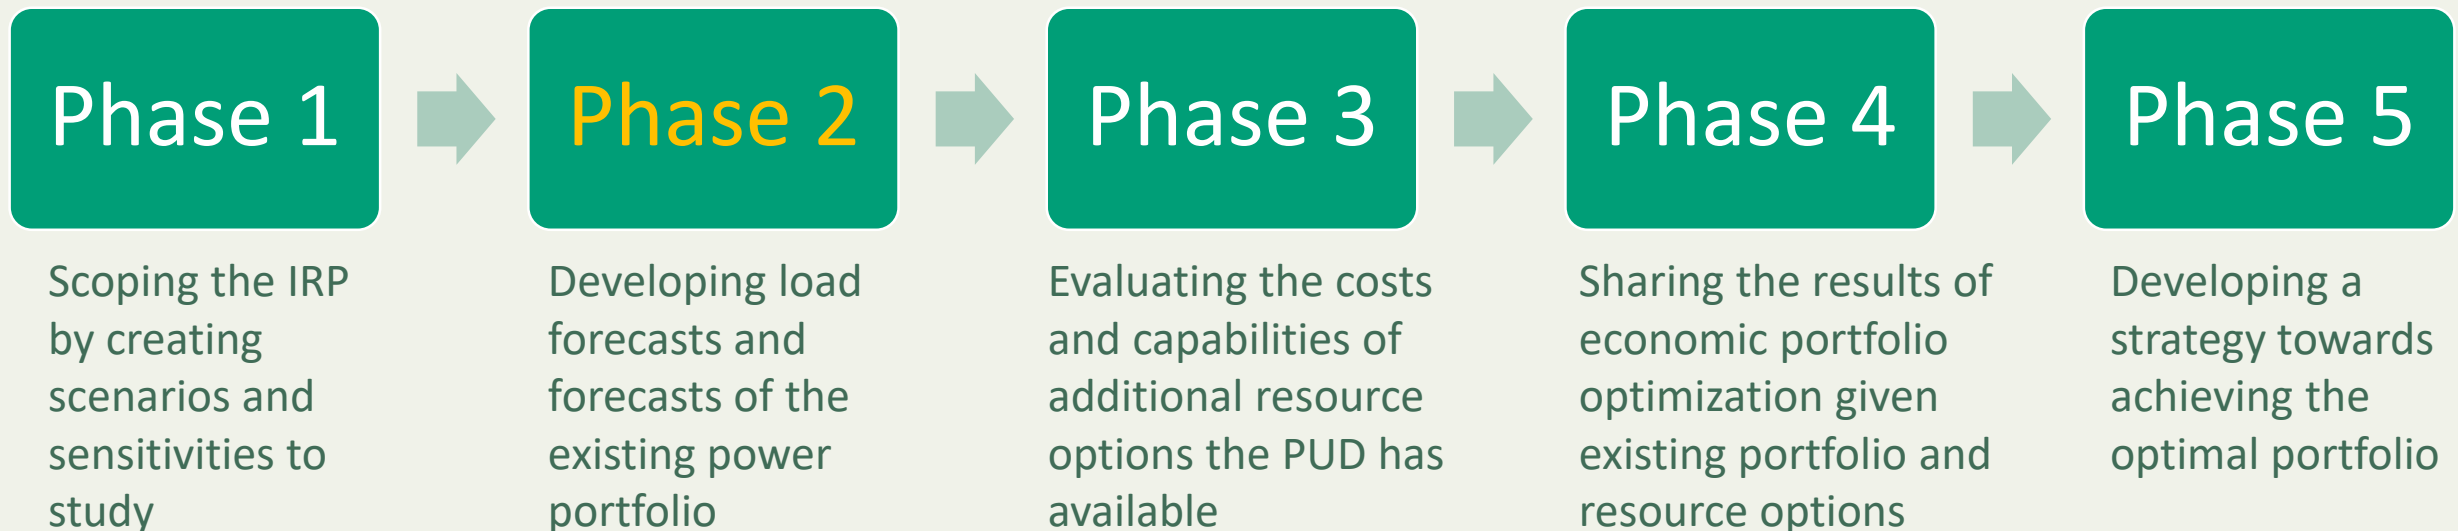 Phase 1
Scoping the IRP
by creating
scenarios and
sensitivities to
study
Phase 2
Developing load
forecasts and
forecasts of the
existing power
portfolio
Phase 3
Evaluating the costs
and capabilities of
additional resource
options the PUD has
available
Phase 4
Sharing the results of
economic portfolio
optimization given
existing portfolio and
resource options
Phase 5
Developing a
strategy towards
achieving the
optimal portfolio